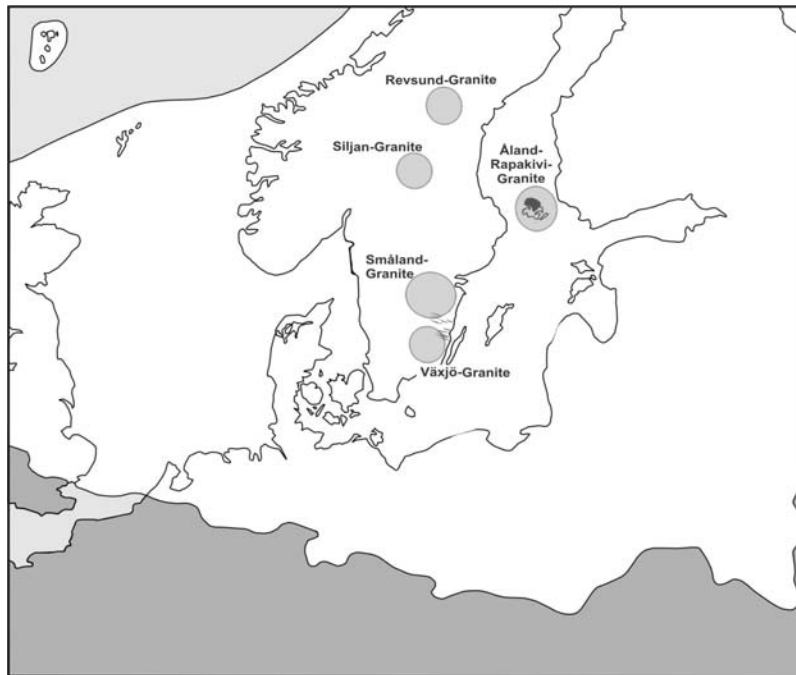 Revsund-Granite
Siljan-Granite
Åland-
Rapakivi-
Granite
Småland-
Granite
Växjö-Granite